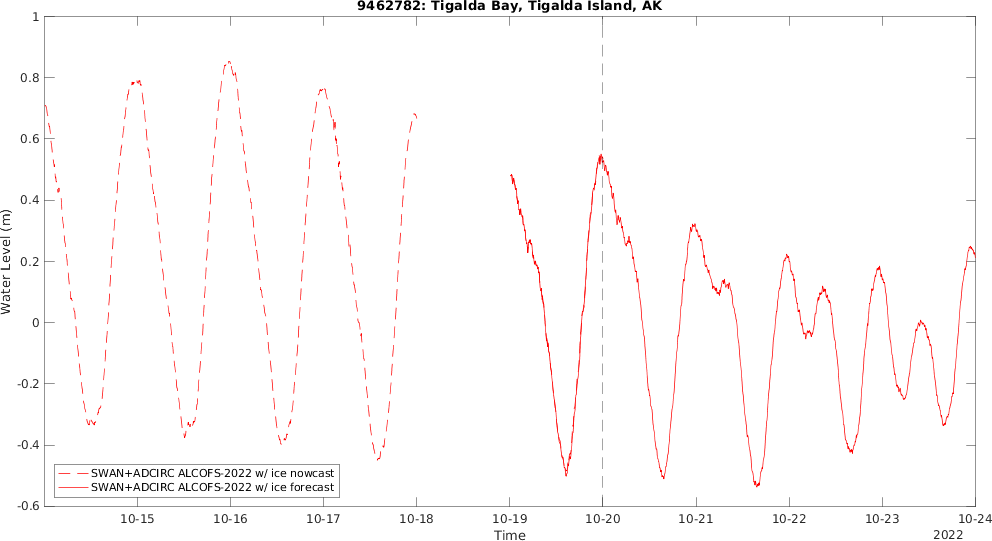 9462782: Tigalda Bay, Tigalda Island, AK
1
0.8
0.6
0.4
0.2
0
-0.2
-0.4
-0.6
Water Level (m)
SWAN+ADCIRC ALCOFS-2022 w/ ice nowcast
SWAN+ADCIRC ALCOFS-2022 w/ ice forecast
10-15 10-16 10-17 10-18 10-19 10-20 10-21 10-22 10-23 10-24
Time
2022